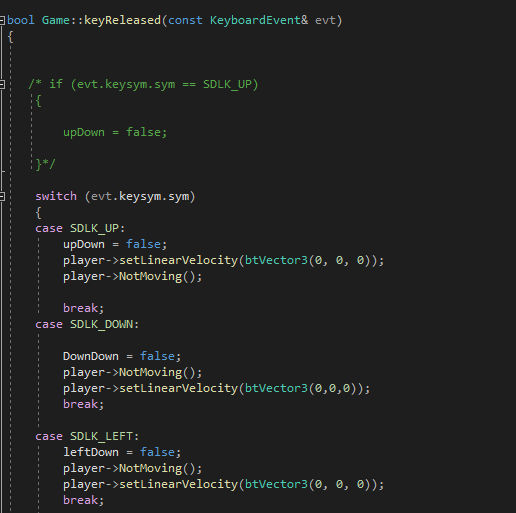 bool Game::keyReleased(const KeyboardEvent& evt)
{
/* if (evt.keysym.sym == SDLK_UP)
{
upDown = false;
}*/
switch (evt.keysym.sym)
{
case SDLK_UP:
upDown = false;
player->setLinearVelocity(btVector3(0, 0, 0));
player->NotMoving();
break;
case SDLK_DOWN:
DownDown = false;
player->NotMoving();
player->setLinearVelocity(btVector3(0,0,0));
break;
case SDLK_LEFT:
leftDown = false;
player->NotMoving();
player->setLinearVelocity(btVector3(0, 0, 0));
break;